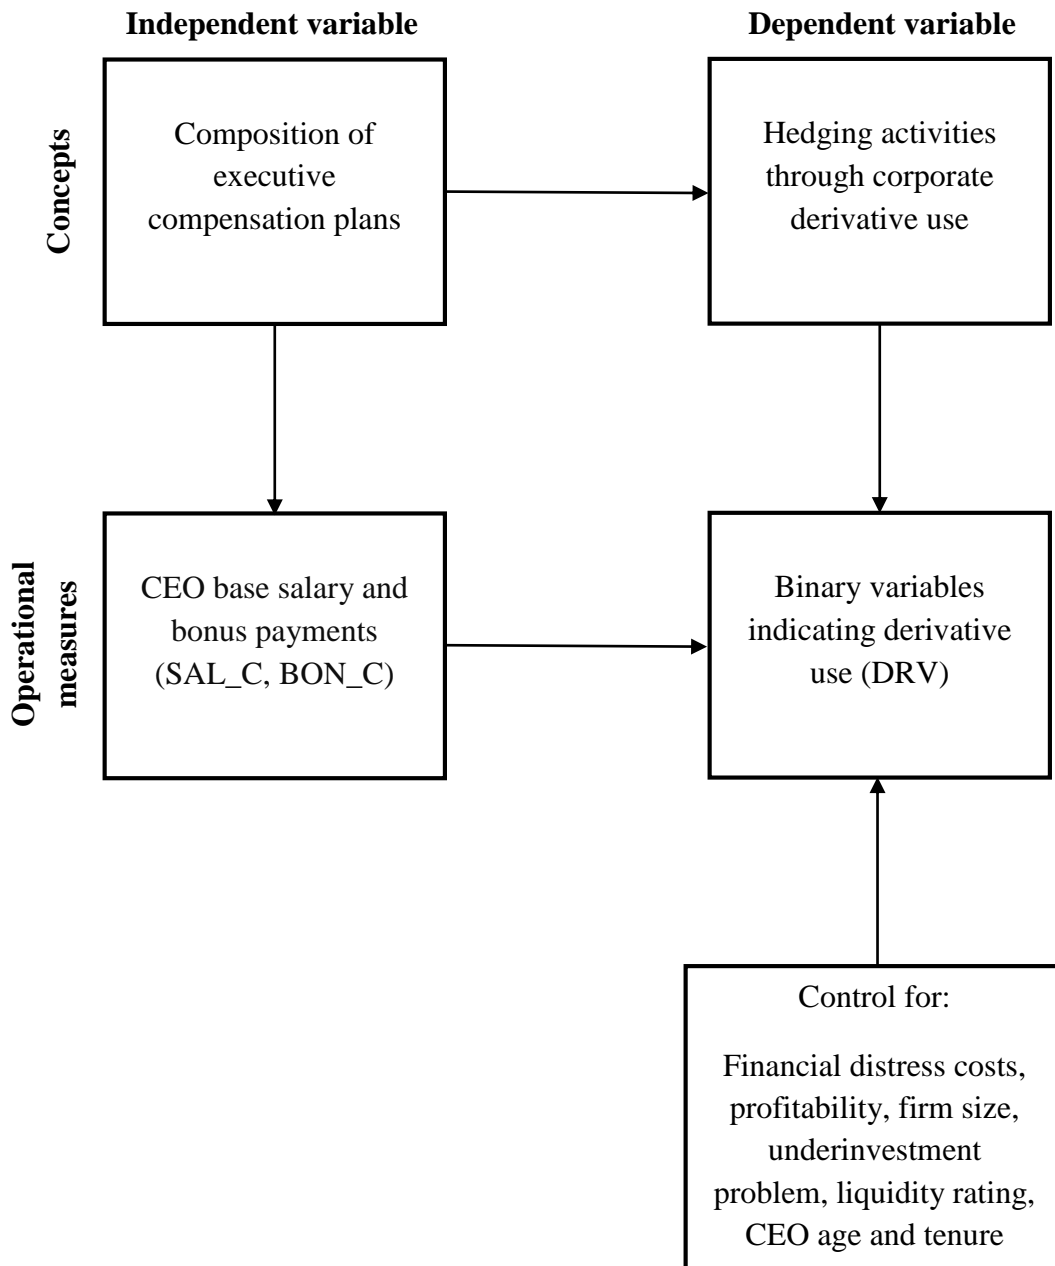 Independent variable
Dependent variable
Concepts
Composition of
executive
compensation plans
Hedging activities
through corporate
derivative use
Operational
measures
CEO base salary and
bonus payments
(SAL_C, BON_C)
Binary variables
indicating derivative
use (DRV)
Control for:
Financial distress costs,
profitability, firm size,
underinvestment
problem, liquidity rating,
CEO age and tenure